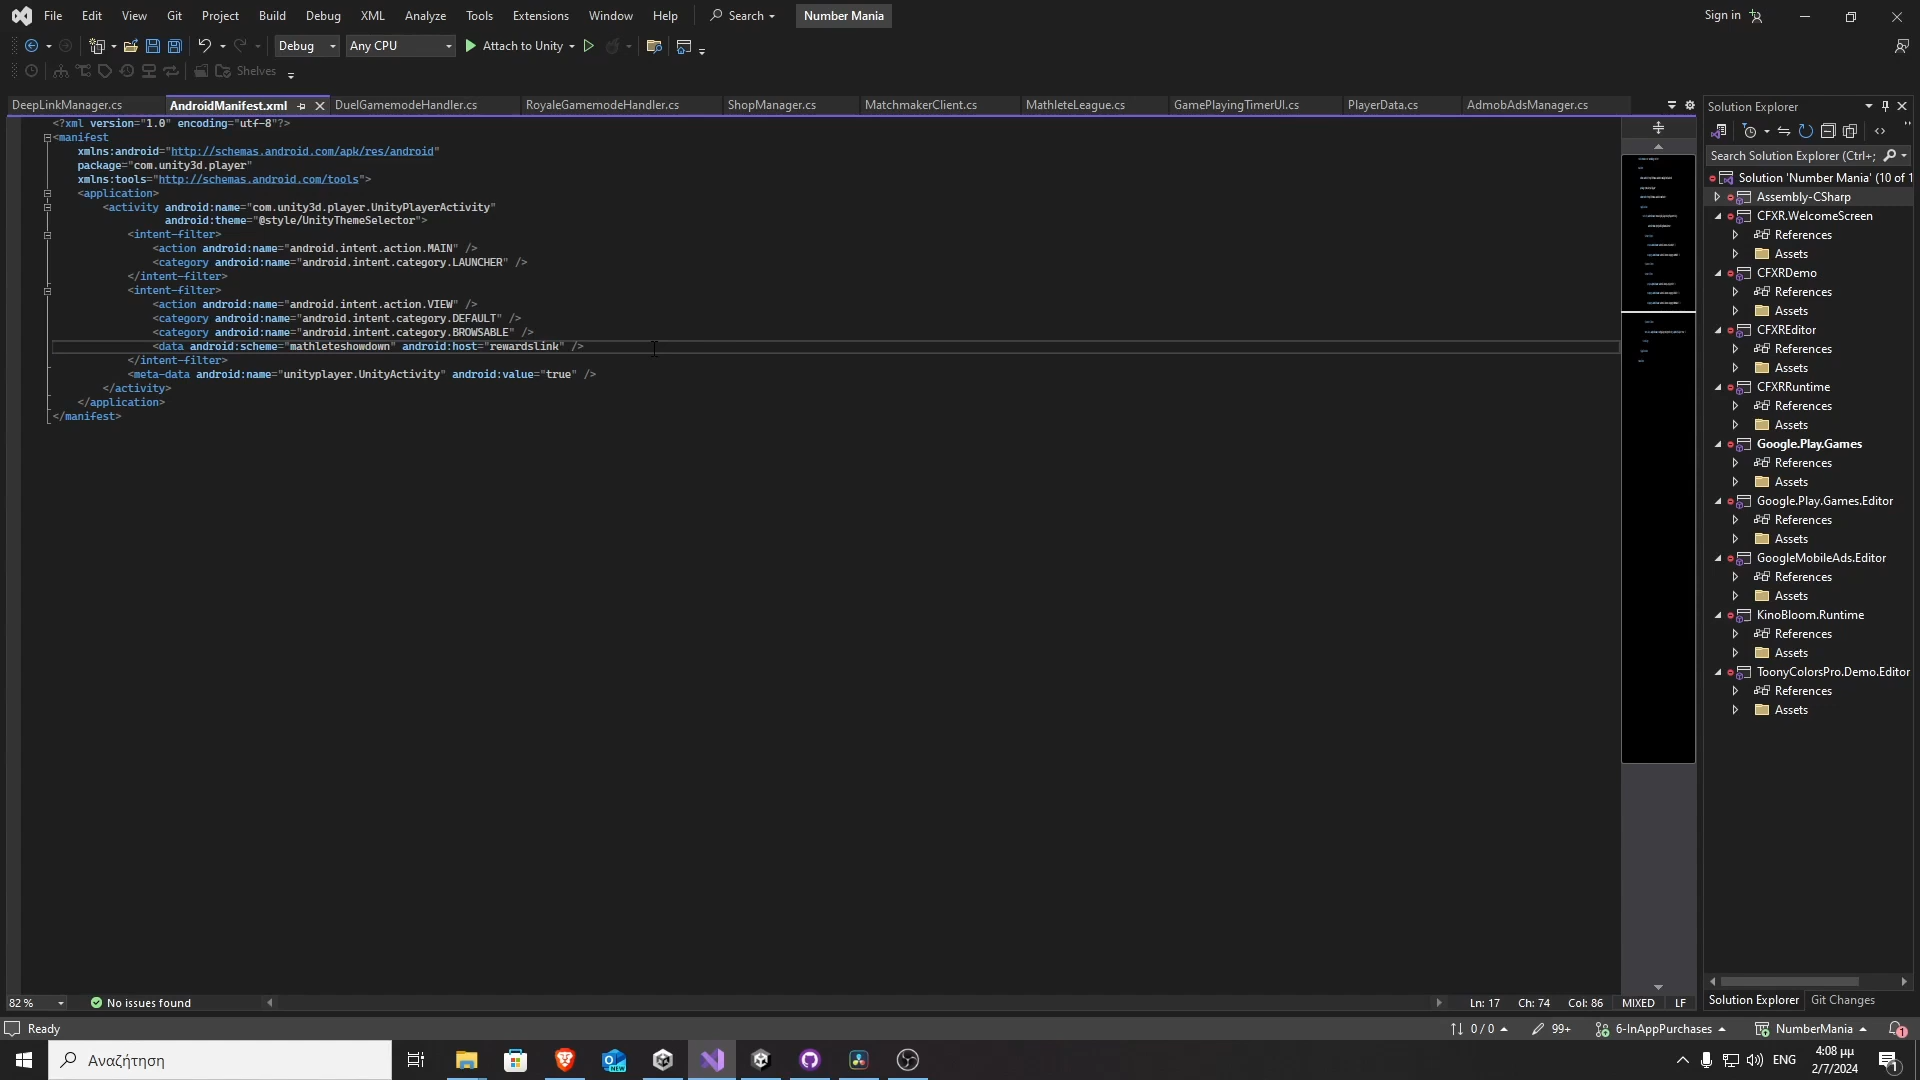 File Edit View Git Project Build Debug XML Analyze Tools Extensions Window Help Search Number Mania Sign in
Debug Any CPU Attach to Unity
Shelves
DeepLinkManager.cs AndroidManifest.xml DuelGamemodeHandler.cs RoyaleGamemodeHandler.cs ShopManager.cs MatchmakerClient.cs MathleteLeague.cs GamePlayingTimerUI.cs PlayerData.cs AdmobAdsManager.cs
<?xml version="1.0" encoding="utf-8"?>
<manifest
xmlns:android="http://schemas.android.com/apk/res/android"
package="com.unity3d.player"
xmlns:tools="http://schemas.android.com/tools">
<application>
<activity android:name="com.unity3d.player.UnityPlayerActivity"
android:theme="@style/UnityThemeSelector">
<intent-filter>
<action android:name="android.intent.action.MAIN" />
<category android:name="android.intent.category.LAUNCHER" />
</intent-filter>
<intent-filter>
<action android:name="android.intent.action.VIEW" />
<category android:name="android.intent.category.DEFAULT" />
<category android:name="android.intent.category.BROWSABLE" />
<data android:scheme="mathleteshowdown" android:host="rewardslink" />
</intent-filter>
<meta-data android:name="unityplayer.UnityActivity" android:value="true" />
</activity>
</application>
</manifest>
Solution Explorer
Search Solution Explorer (Ctrl+;
Solution 'Number Mania' (10 of 1
Assembly-CSharp
CFXR.WelcomeScreen
References
Assets
CFXRDemo
References
Assets
CFXREditor
References
Assets
CFXRRuntime
References
Assets
Google.Play.Games
References
Assets
Google.Play.Games.Editor
References
Assets
GoogleMobileAds.Editor
References
Assets
KinoBloom.Runtime
References
Assets
ToonyColorsPro.Demo.Editor
References
Assets
82 % No issues found Ln: 17 Ch: 74 Col: 86 MIXED LF
Solution Explorer Git Changes
Ready 0 / 0 99+ 6-InAppPurchases NumberMania 1
Αναζήτηση NEW ENG 4:08 μμ
2/7/2024 1